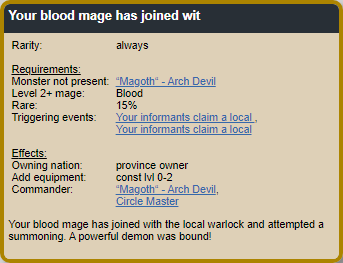 Your blood mage has joined wit
Rarity: always
Requirements:
Monster not present: “Magoth“ - Arch Devil
Level 2+ mage: Blood
Rare: 15%
Triggering events: Your informants claim a local ,
Your informants claim a local
Effects:
Owning nation: province owner
Add equipment: const lvl 0-2
Commander: “Magoth“ - Arch Devil,
Circle Master
Your blood mage has joined with the local warlock and attempted a
summoning. A powerful demon was bound!